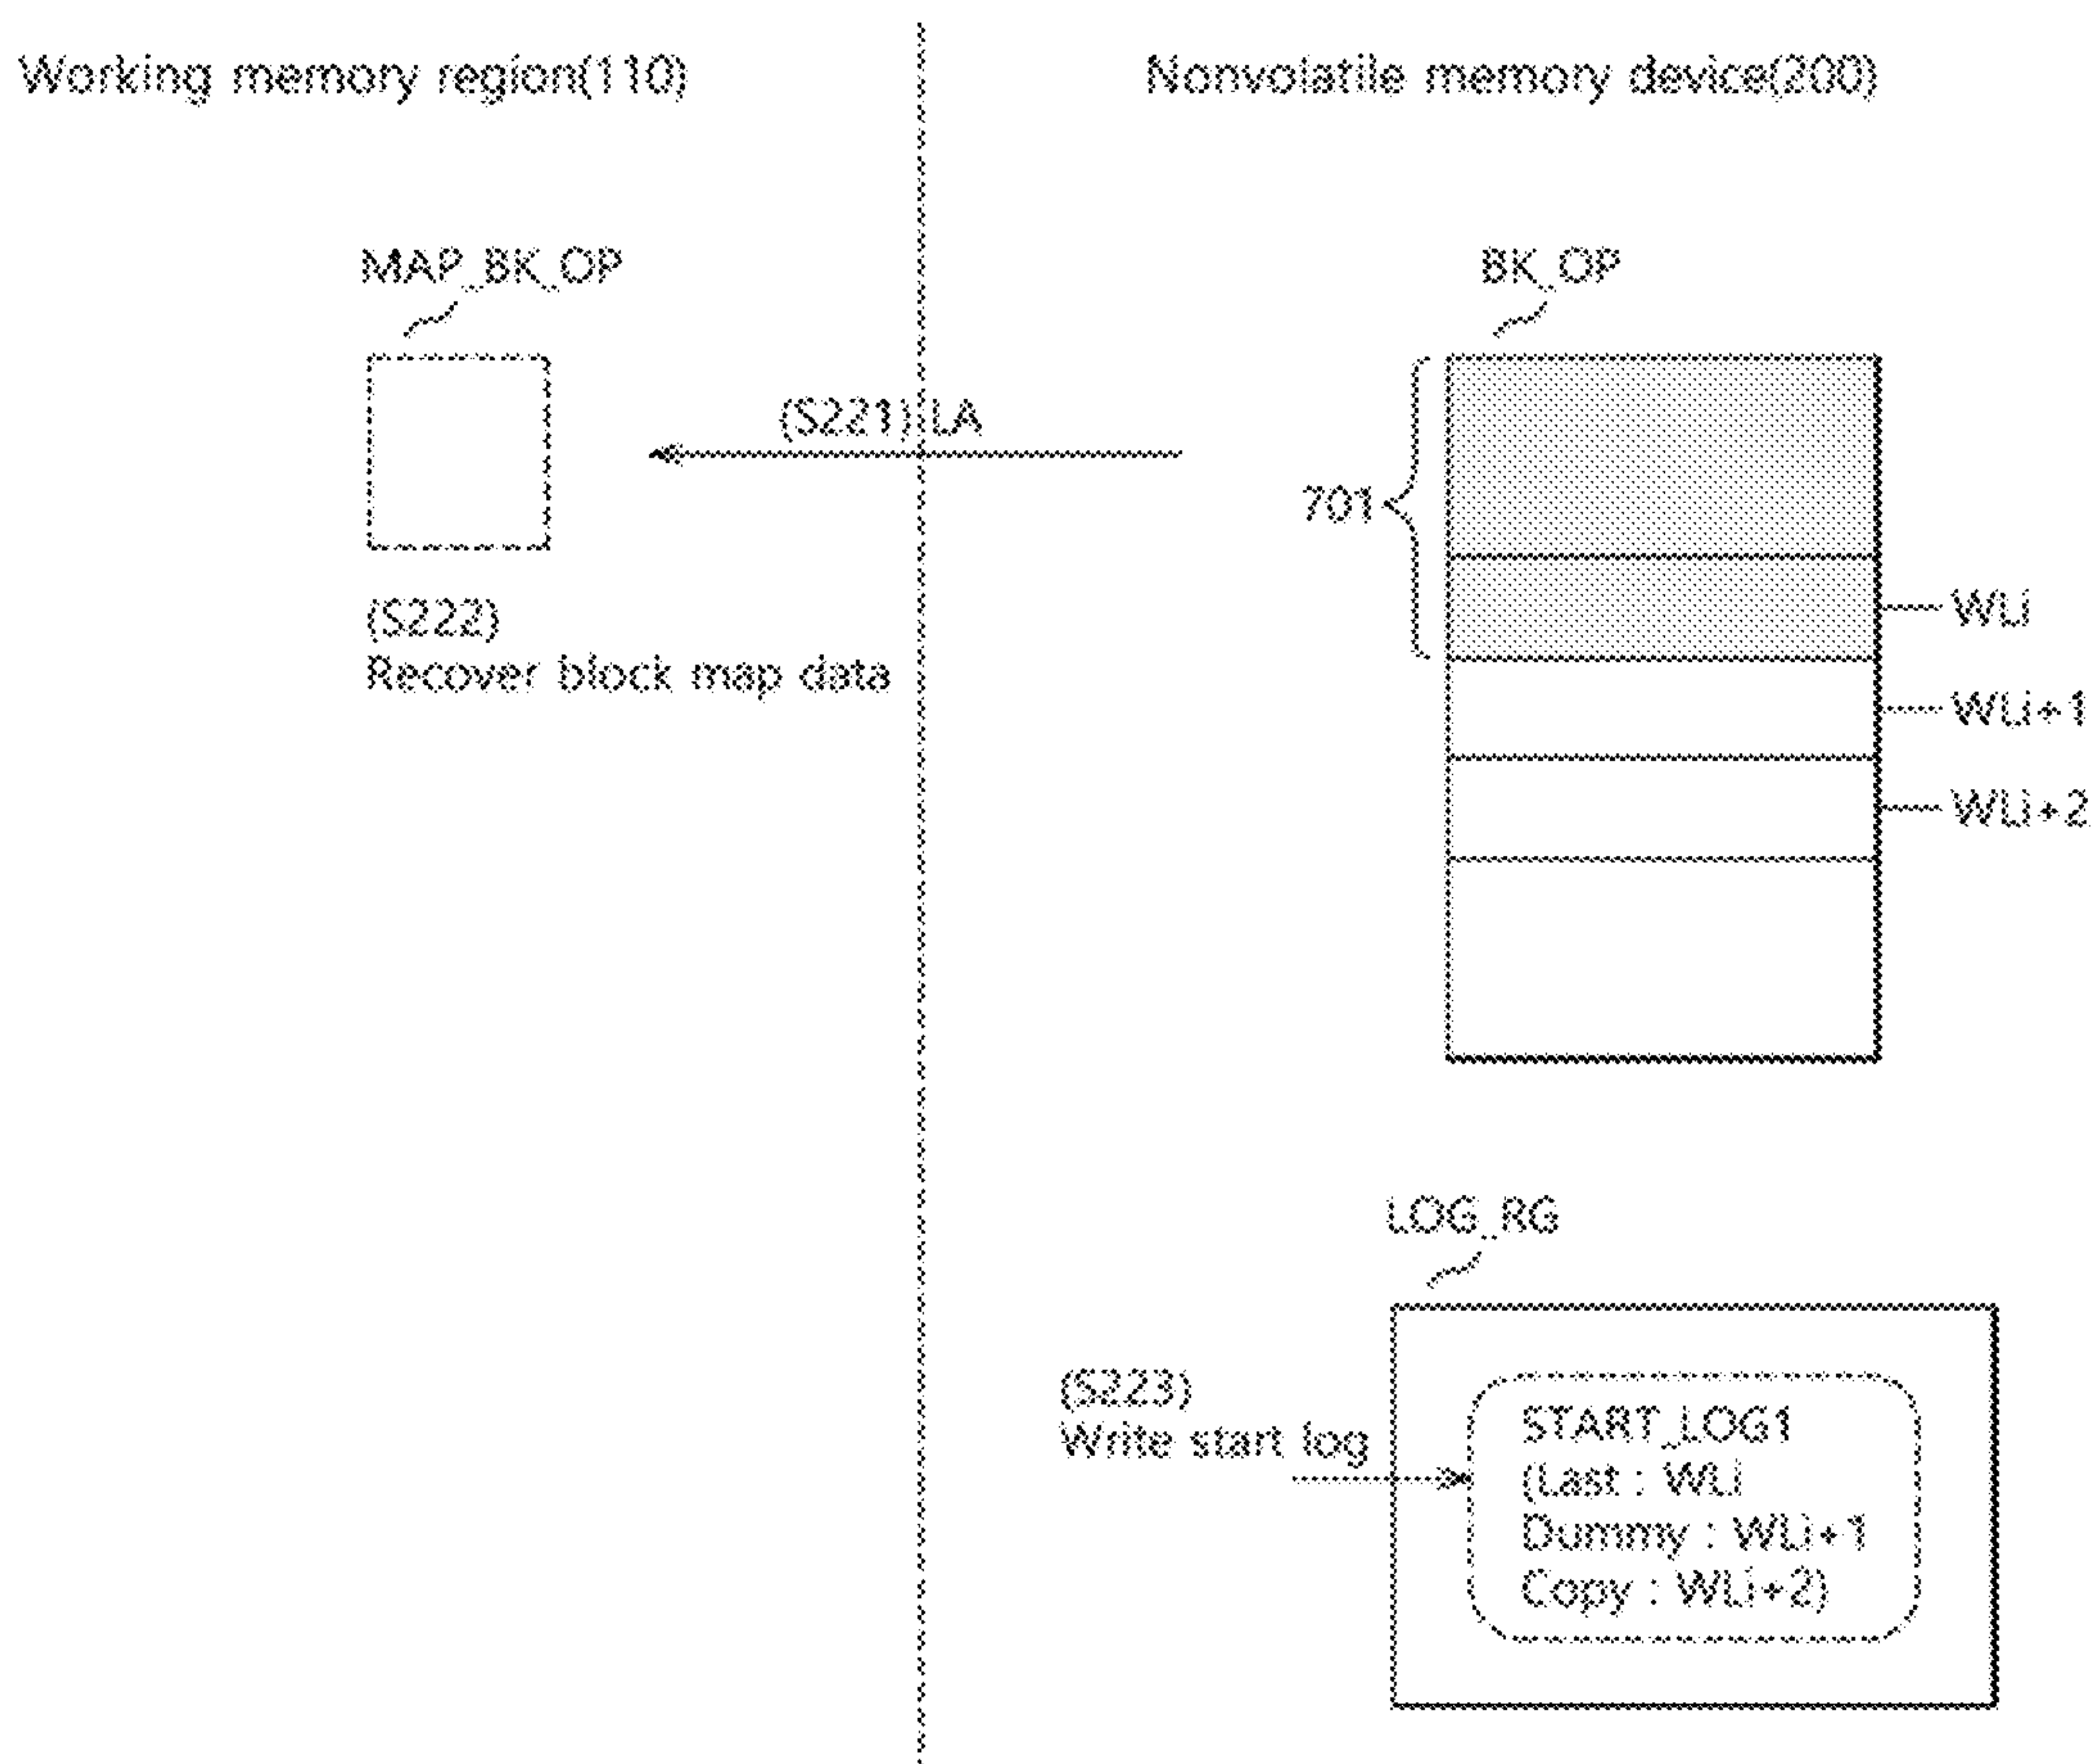 Working memory region(110)
Nonvolatile memory device(200)
MAP_BK_OP
BK_OP
(S221) LA
701
(S222)
Recover block map data
WLi
WLi+1
WLi+2
LOG_RG
(S223)
Write start log
START_LOG1
(Last : WLi
Dummy : WLi+1
Copy : WLi+2)